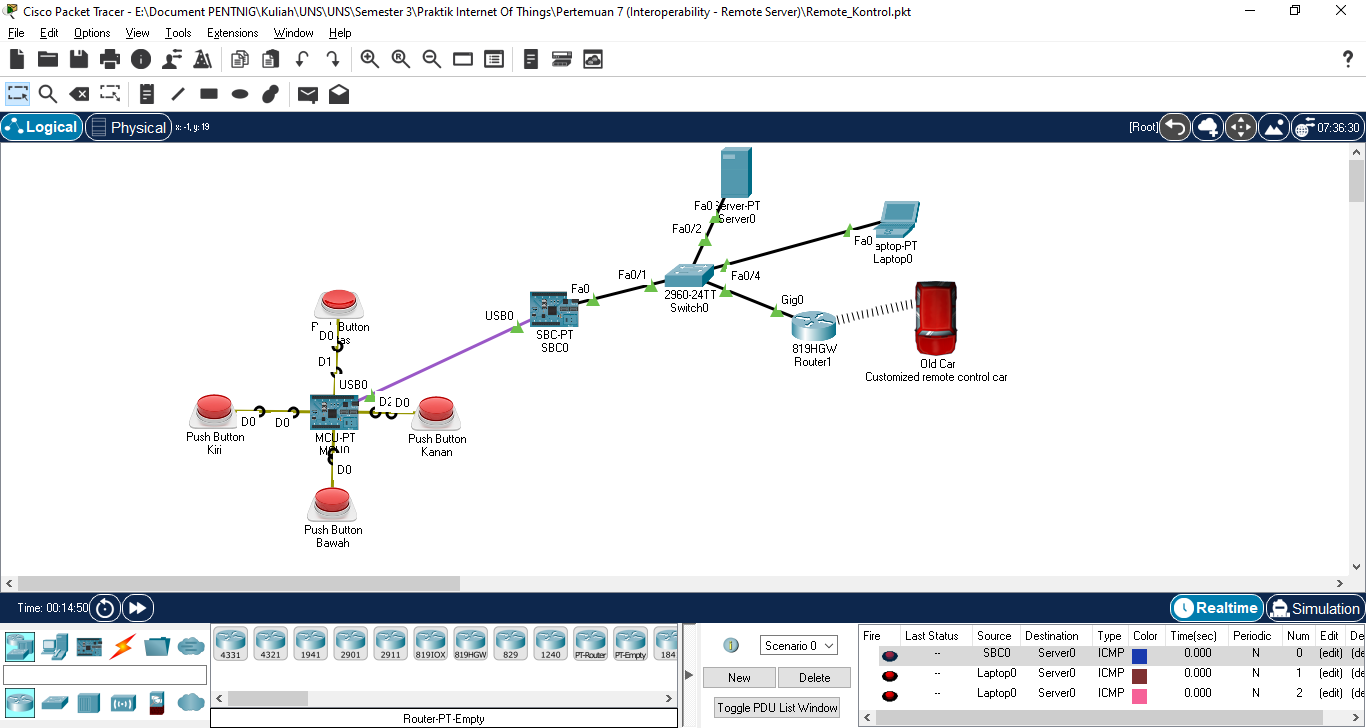 Cisco Packet Tracer - E:\Document PENTNIG\Kuliah\UNS\UNS\Semester 3\Praktik Internet Of Things\Pertemuan 7 (Interoperability - Remote Server)\Remote_Kontrol.pkt
File Edit Options View Tools Extensions Window Help
Logical Physical x: -1, y: 19 [Root] 07:36:30
Fa0 Server-PT
Server0
Fa0/2
Fa0
Laptop0
Fa0/1
Fa0/4
2960-24TT
Switch0
Fa0
Gig0
USB0
SBC-PT
SBC0
819HGW
Router1
Old Car
Customized remote control car
Button
D0
D1
USB0
D0 D0
D0
Push Button
Kiri
MCU-PT
Push Button
Kanan
D0
Push Button
Bawah
Time: 00:14:50 Realtime Simulation
4331 4321 1941 2901 2911 819IOX 819HGW 829 1240 PT-Router PT-Empty 184
Router-PT-Empty
Scenario 0
New Delete
Toggle PDU List Window
Fire Last Status Source Destination Type Color Time(sec) Periodic Num Edit De
-- SBC0 Server0 ICMP 0.000 N 0 (edit) (de
-- Laptop0 Server0 ICMP 0.000 N 1 (edit) (de
-- Laptop0 Server0 ICMP 0.000 N 2 (edit) (de